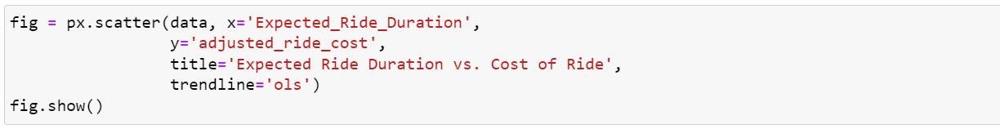 fig = px.scatter(data, x='Expected_Ride_Duration',
                 y='adjusted_ride_cost',
                 title='Expected Ride Duration vs. Cost of Ride',
                 trendline='ols')
fig.show()